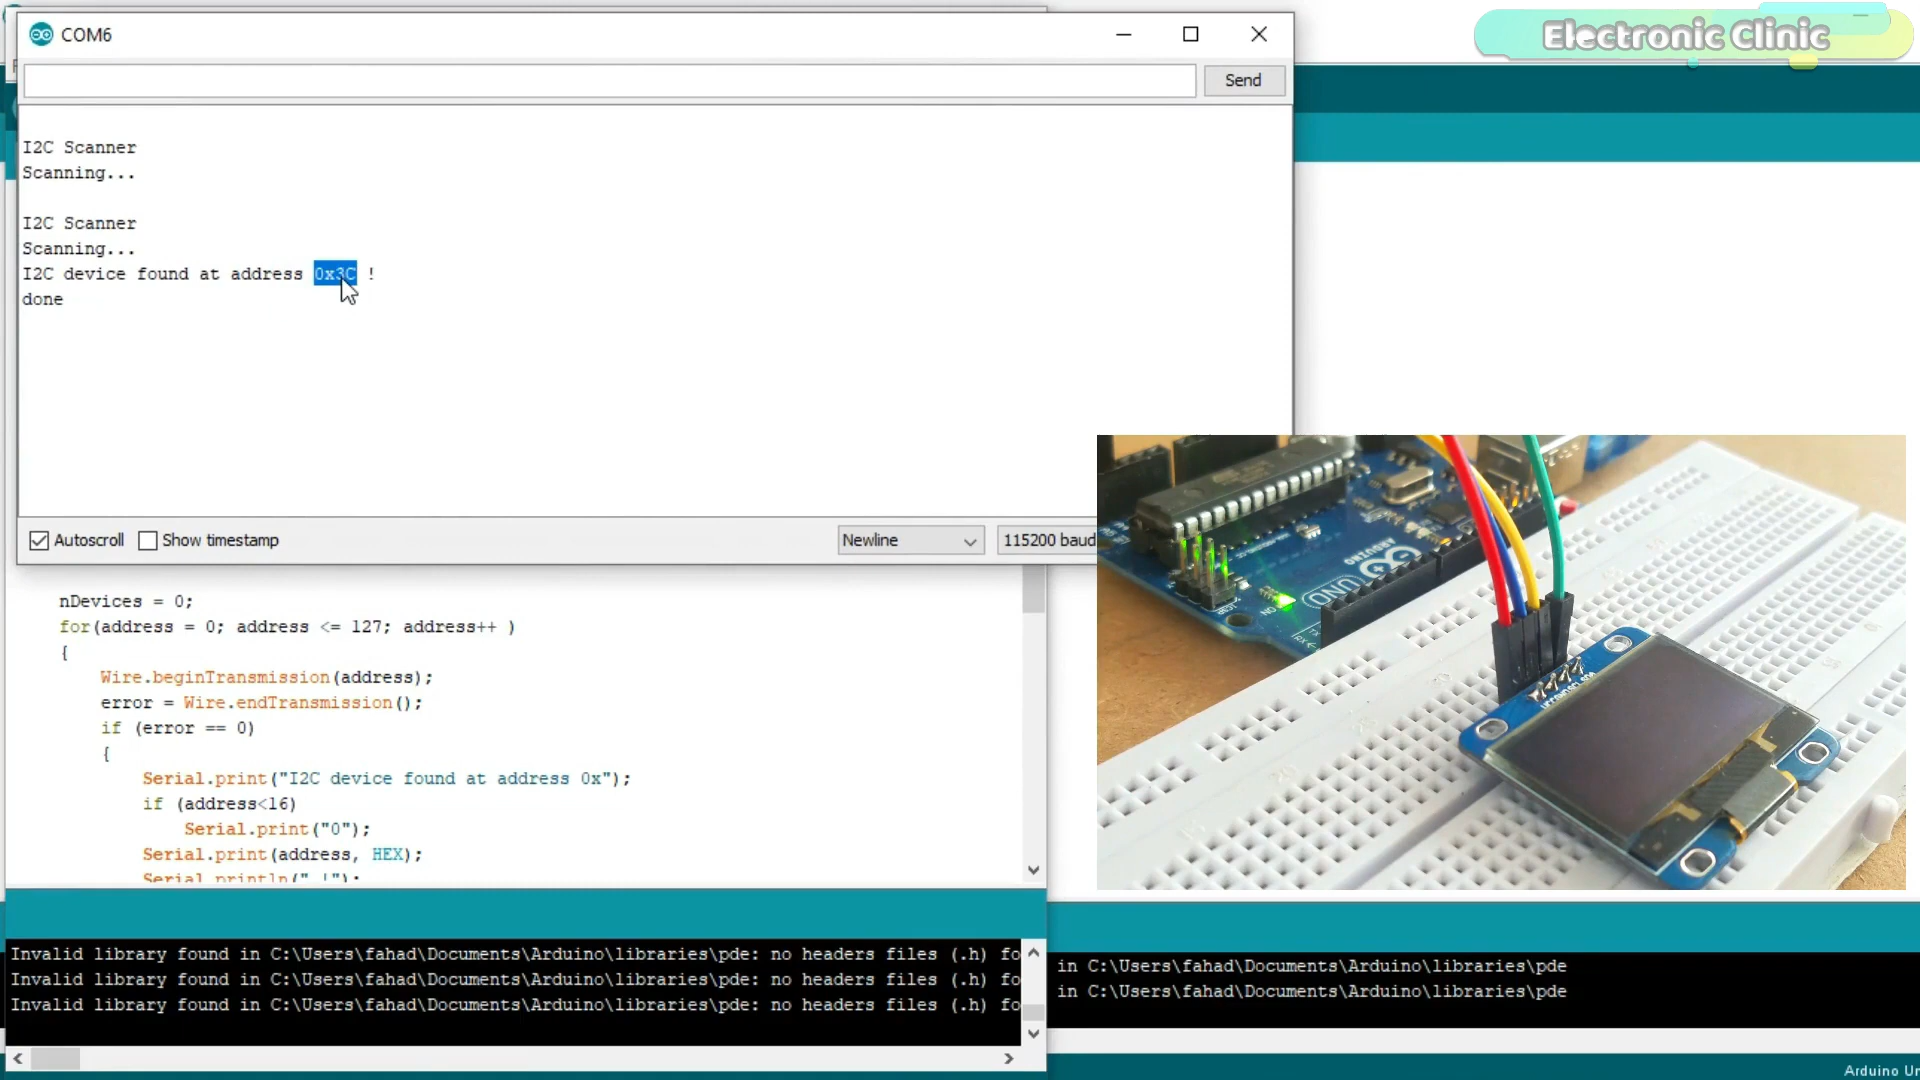 COM6
Electronic Clinic
Send
I2C Scanner
Scanning...
I2C Scanner
Scanning...
I2C device found at address 0x3C !
done
Autoscroll
Show timestamp
Newline
115200 baud
nDevices = 0;
for(address = 0; address <= 127; address++ )
{
Wire.beginTransmission(address);
error = Wire.endTransmission();
if (error == 0)
{
Serial.print("I2C device found at address 0x");
if (address<16)
Serial.print("0");
Serial.print(address, HEX);
Serial.println(" !");
ARDUINO
UNO
ON
Invalid library found in C:\Users\fahad\Documents\Arduino\libraries\pde: no headers files (.h) fo
Invalid library found in C:\Users\fahad\Documents\Arduino\libraries\pde: no headers files (.h) fo
Invalid library found in C:\Users\fahad\Documents\Arduino\libraries\pde: no headers files (.h) fo
in C:\Users\fahad\Documents\Arduino\libraries\pde
in C:\Users\fahad\Documents\Arduino\libraries\pde
Arduino Un